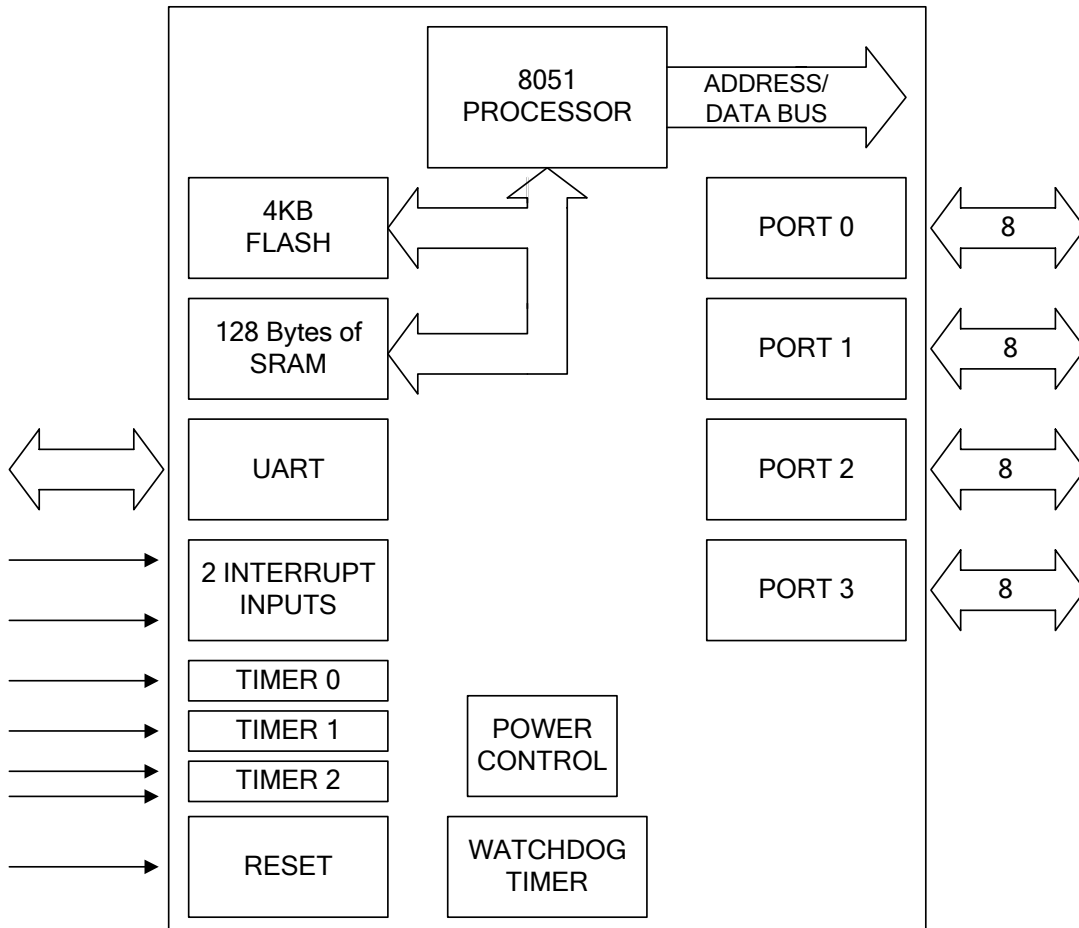 8051
PROCESSOR
ADDRESS/
DATA BUS
4KB
FLASH
PORT 0
8
128 Bytes of
SRAM
PORT 1
8
UART
PORT 2
8
2 INTERRUPT
INPUTS
PORT 3
8
TIMER 0
TIMER 1
TIMER 2
POWER
CONTROL
RESET
WATCHDOG
TIMER